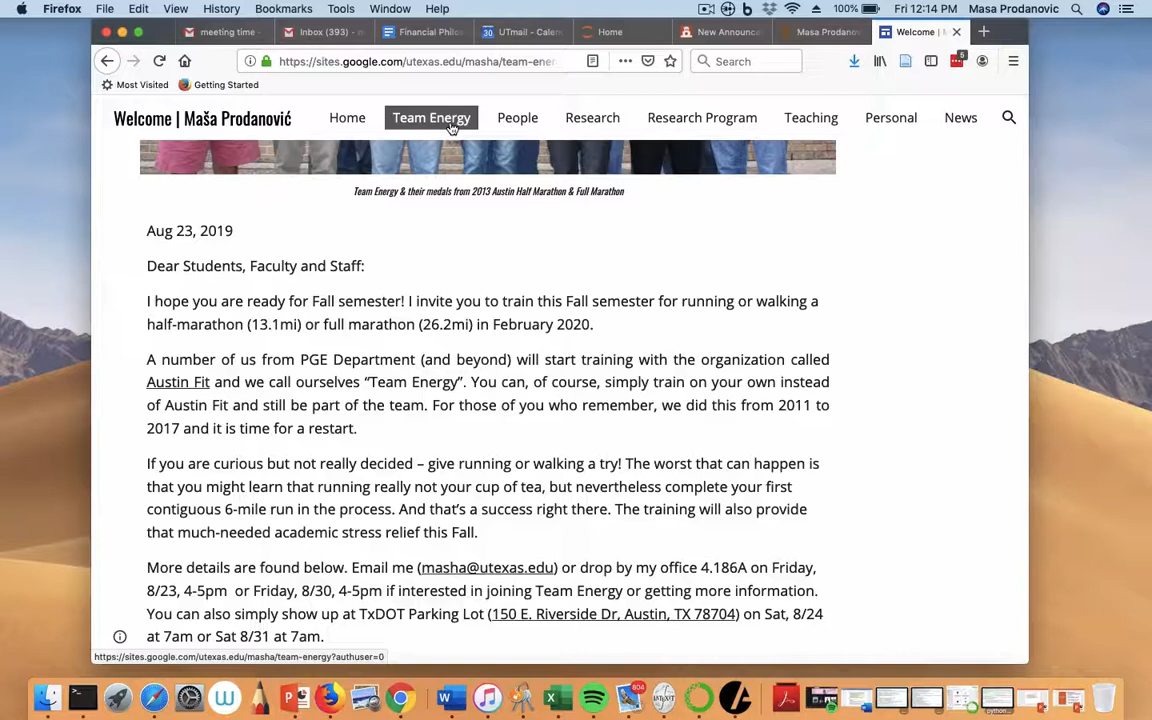 Firefox File Edit View History Bookmarks Tools Window Help 100% Fri 12:14 PM Masa Prodanovic
meeting time - Inbox (393) - m Financial Philos UTmail - Calen Home New Announc Masa Prodanov Welcome | M
https://sites.google.com/utexas.edu/masha/team-ener Search
Most Visited Getting Started
Welcome | Maša Prodanović Home Team Energy People Research Research Program Teaching Personal News
Team Energy & their medals from 2013 Austin Half Marathon & Full Marathon
Aug 23, 2019
Dear Students, Faculty and Staff:
I hope you are ready for Fall semester! I invite you to train this Fall semester for running or walking a
half-marathon (13.1mi) or full marathon (26.2mi) in February 2020.
A number of us from PGE Department (and beyond) will start training with the organization called
Austin Fit and we call ourselves “Team Energy”. You can, of course, simply train on your own instead
of Austin Fit and still be part of the team. For those of you who remember, we did this from 2011 to
2017 and it is time for a restart.
If you are curious but not really decided – give running or walking a try! The worst that can happen is
that you might learn that running really not your cup of tea, but nevertheless complete your first
contiguous 6-mile run in the process. And that’s a success right there. The training will also provide
that much-needed academic stress relief this Fall.
More details are found below. Email me (masha@utexas.edu) or drop by my office 4.186A on Friday,
8/23, 4-5pm or Friday, 8/30, 4-5pm if interested in joining Team Energy or getting more information.
You can also simply show up at TxDOT Parking Lot (150 E. Riverside Dr, Austin, TX 78704) on Sat, 8/24
at 7am or Sat 8/31 at 7am.
https://sites.google.com/utexas.edu/masha/team-energy?authuser=0
804